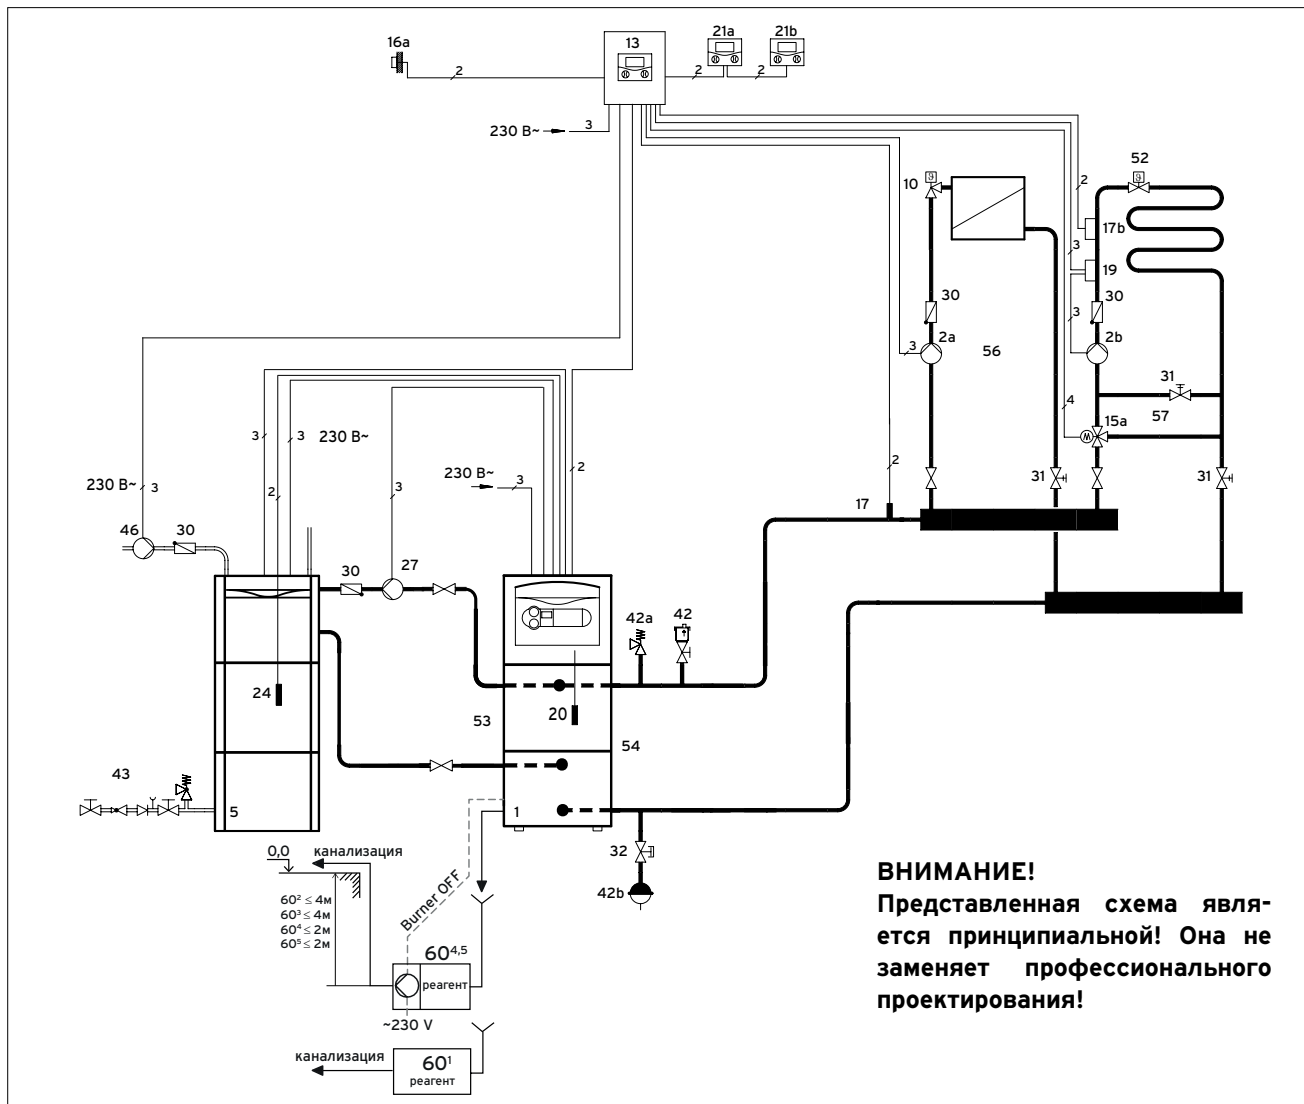 16a
13
21a
21b
2
2
2
230 В~
3
10
52
2
17b
3
19
30
30
3
3
2a
56
2b
31
4
57
15a
3
3
230 В~
230 В~
3
2
3
230 В~
3
2
2
31
31
17
46
30
30
27
42a
42
24
53
20
54
43
5
1
0,0
канализация
32
42b
Burner OFF
60² ≤ 4м
60³ ≤ 4м
60⁴ ≤ 2м
60⁵ ≤ 2м
60⁴,⁵
реагент
~230 V
канализация
60¹
реагент
ВНИМАНИЕ!
Представленная схема явля-
ется принципиальной! Она не
заменяет профессионального
проектирования!